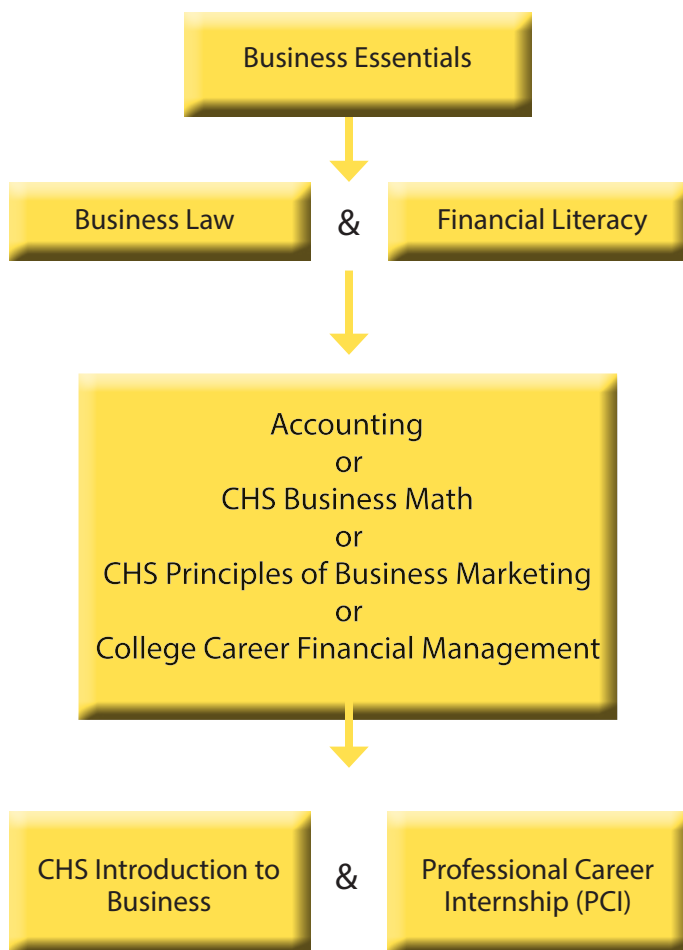 Business Essentials
Business Law
&
Financial Literacy
Accounting
or
CHS Business Math
or
CHS Principles of Business Marketing
or
College Career Financial Management
CHS Introduction to
Business
&
Professional Career
Internship (PCI)